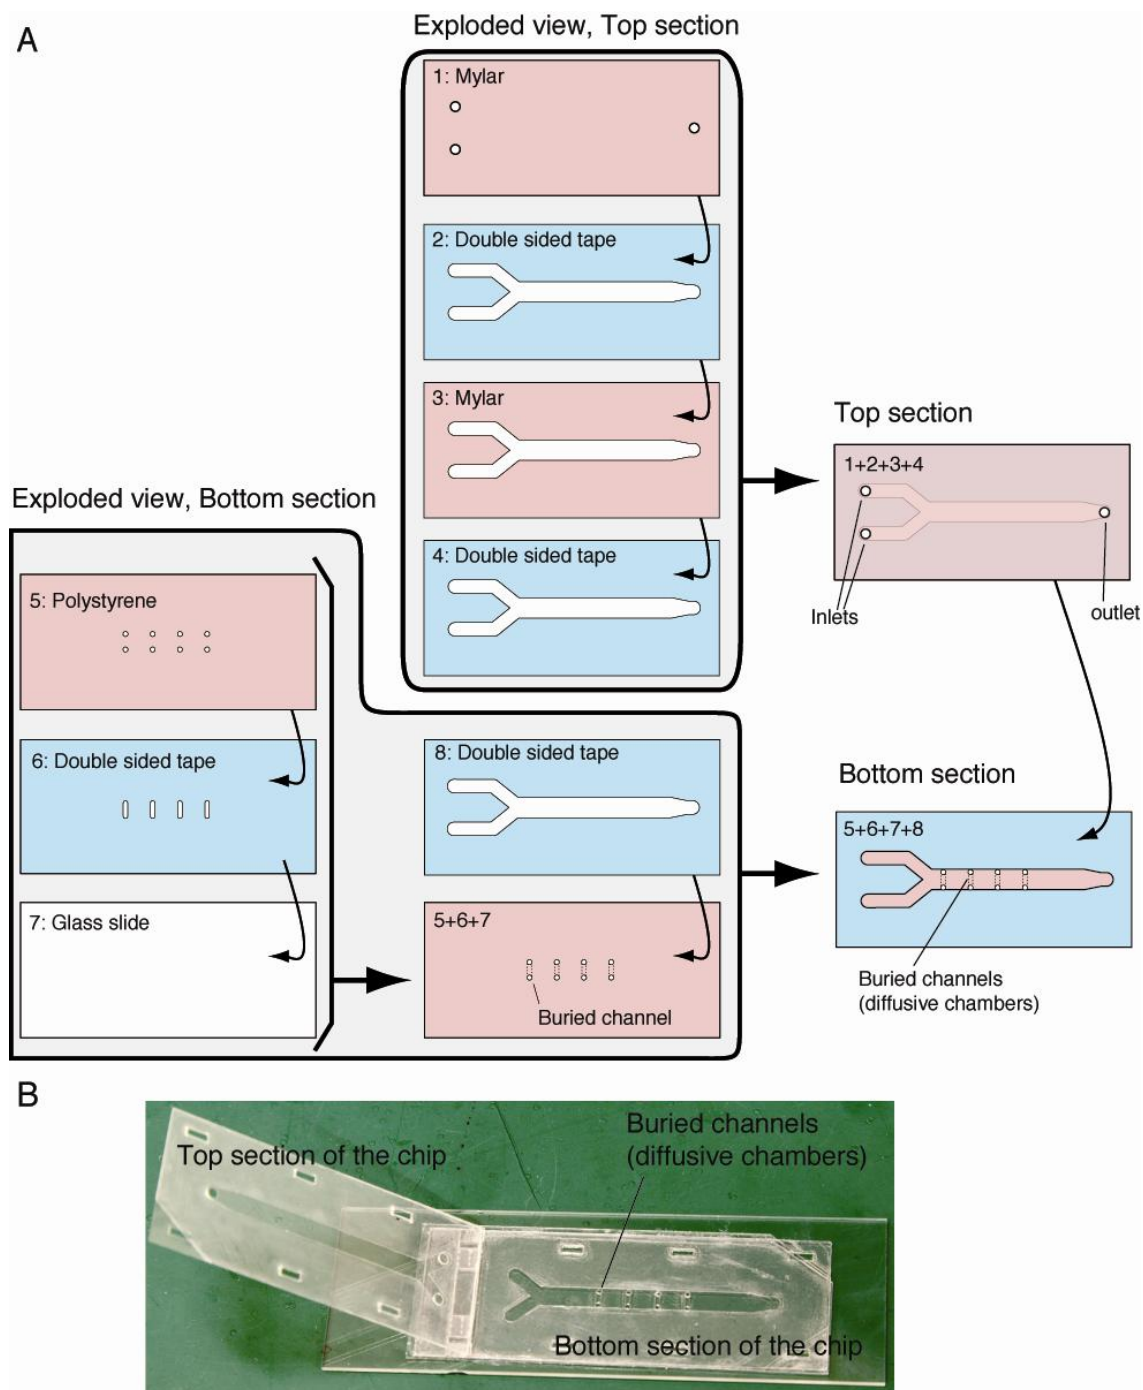 A
Exploded view, Top section
1: Mylar
2: Double sided tape
3: Mylar
4: Double sided tape
Top section
1+2+3+4
Inlets
outlet
Exploded view, Bottom section
5: Polystyrene
6: Double sided tape
7: Glass slide
8: Double sided tape
5+6+7
Buried channel
Bottom section
5+6+7+8
Buried channels
(diffusive chambers)
B
Top section of the chip
Buried channels
(diffusive chambers)
Bottom section of the chip